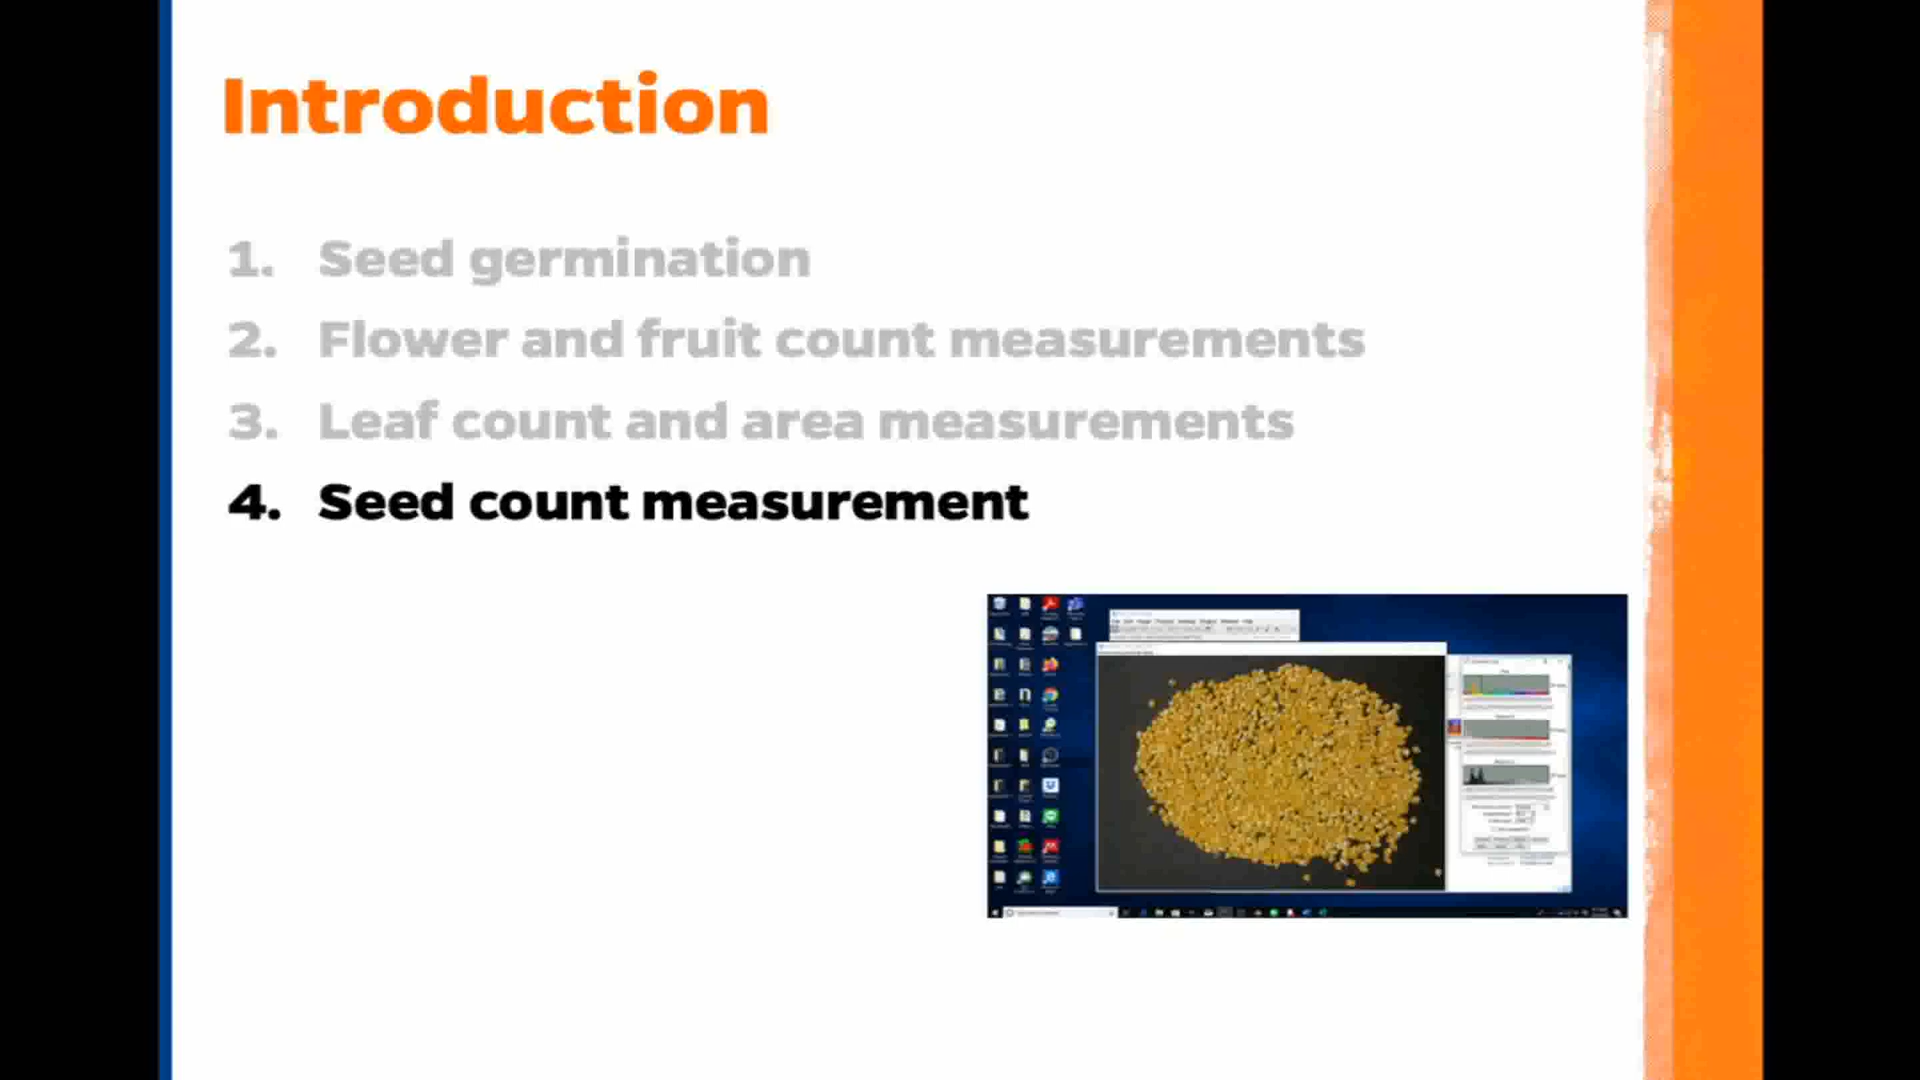 Introduction
1. Seed germination
2. Flower and fruit count measurements
3. Leaf count and area measurements
4. Seed count measurement